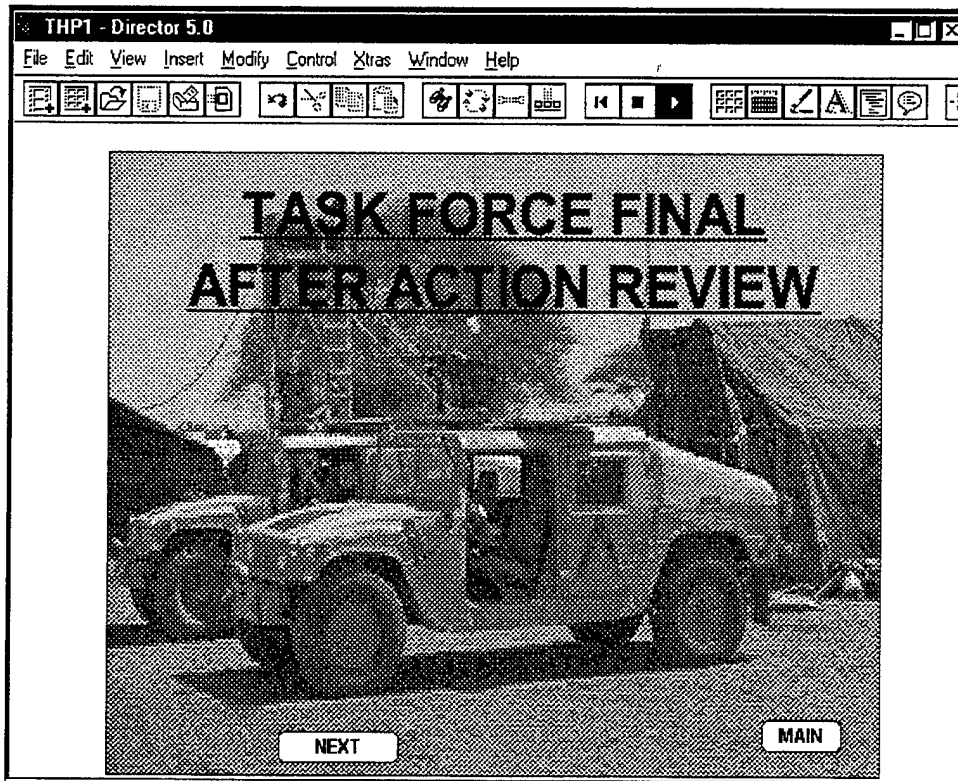 THP1 - Director 5.0
File Edit View Insert Modify Control Xtras Window Help
TASK FORCE FINAL
AFTER ACTION REVIEW
NEXT
MAIN